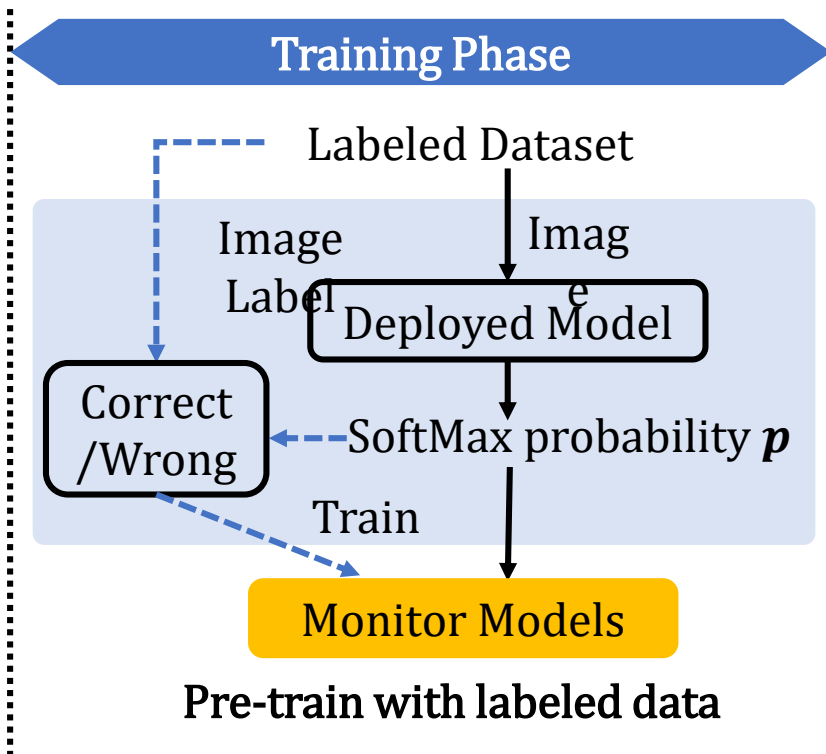 Training Phase
Labeled Dataset
Image
Label
Imag
e
Deployed Model
Correct
/Wrong
SoftMax probability p
Train
Monitor Models
Pre-train with labeled data